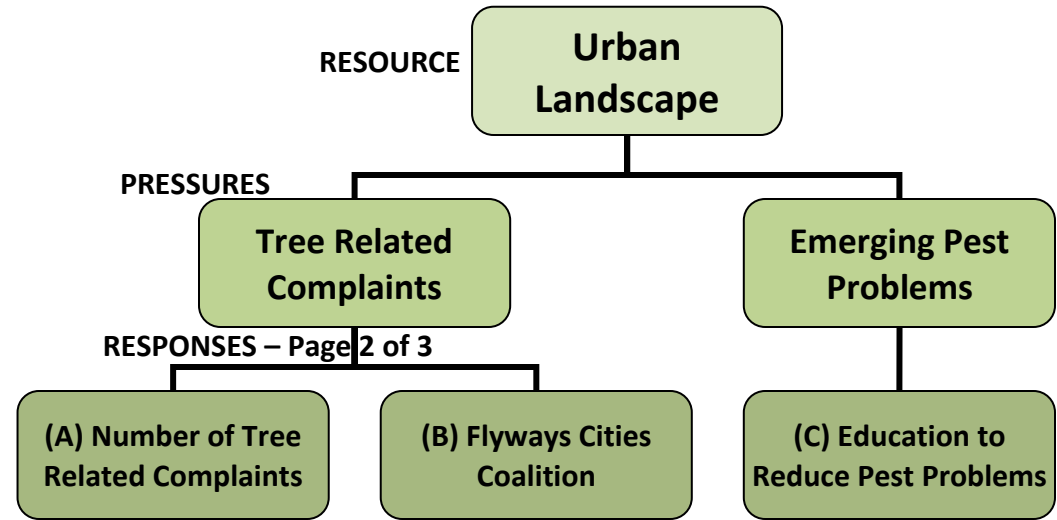 RESOURCE
Urban
Landscape
PRESSURES
Tree Related
Complaints
Emerging Pest
Problems
RESPONSES – Page 2 of 3
(A) Number of Tree
Related Complaints
(B) Flyways Cities
Coalition
(C) Education to
Reduce Pest Problems